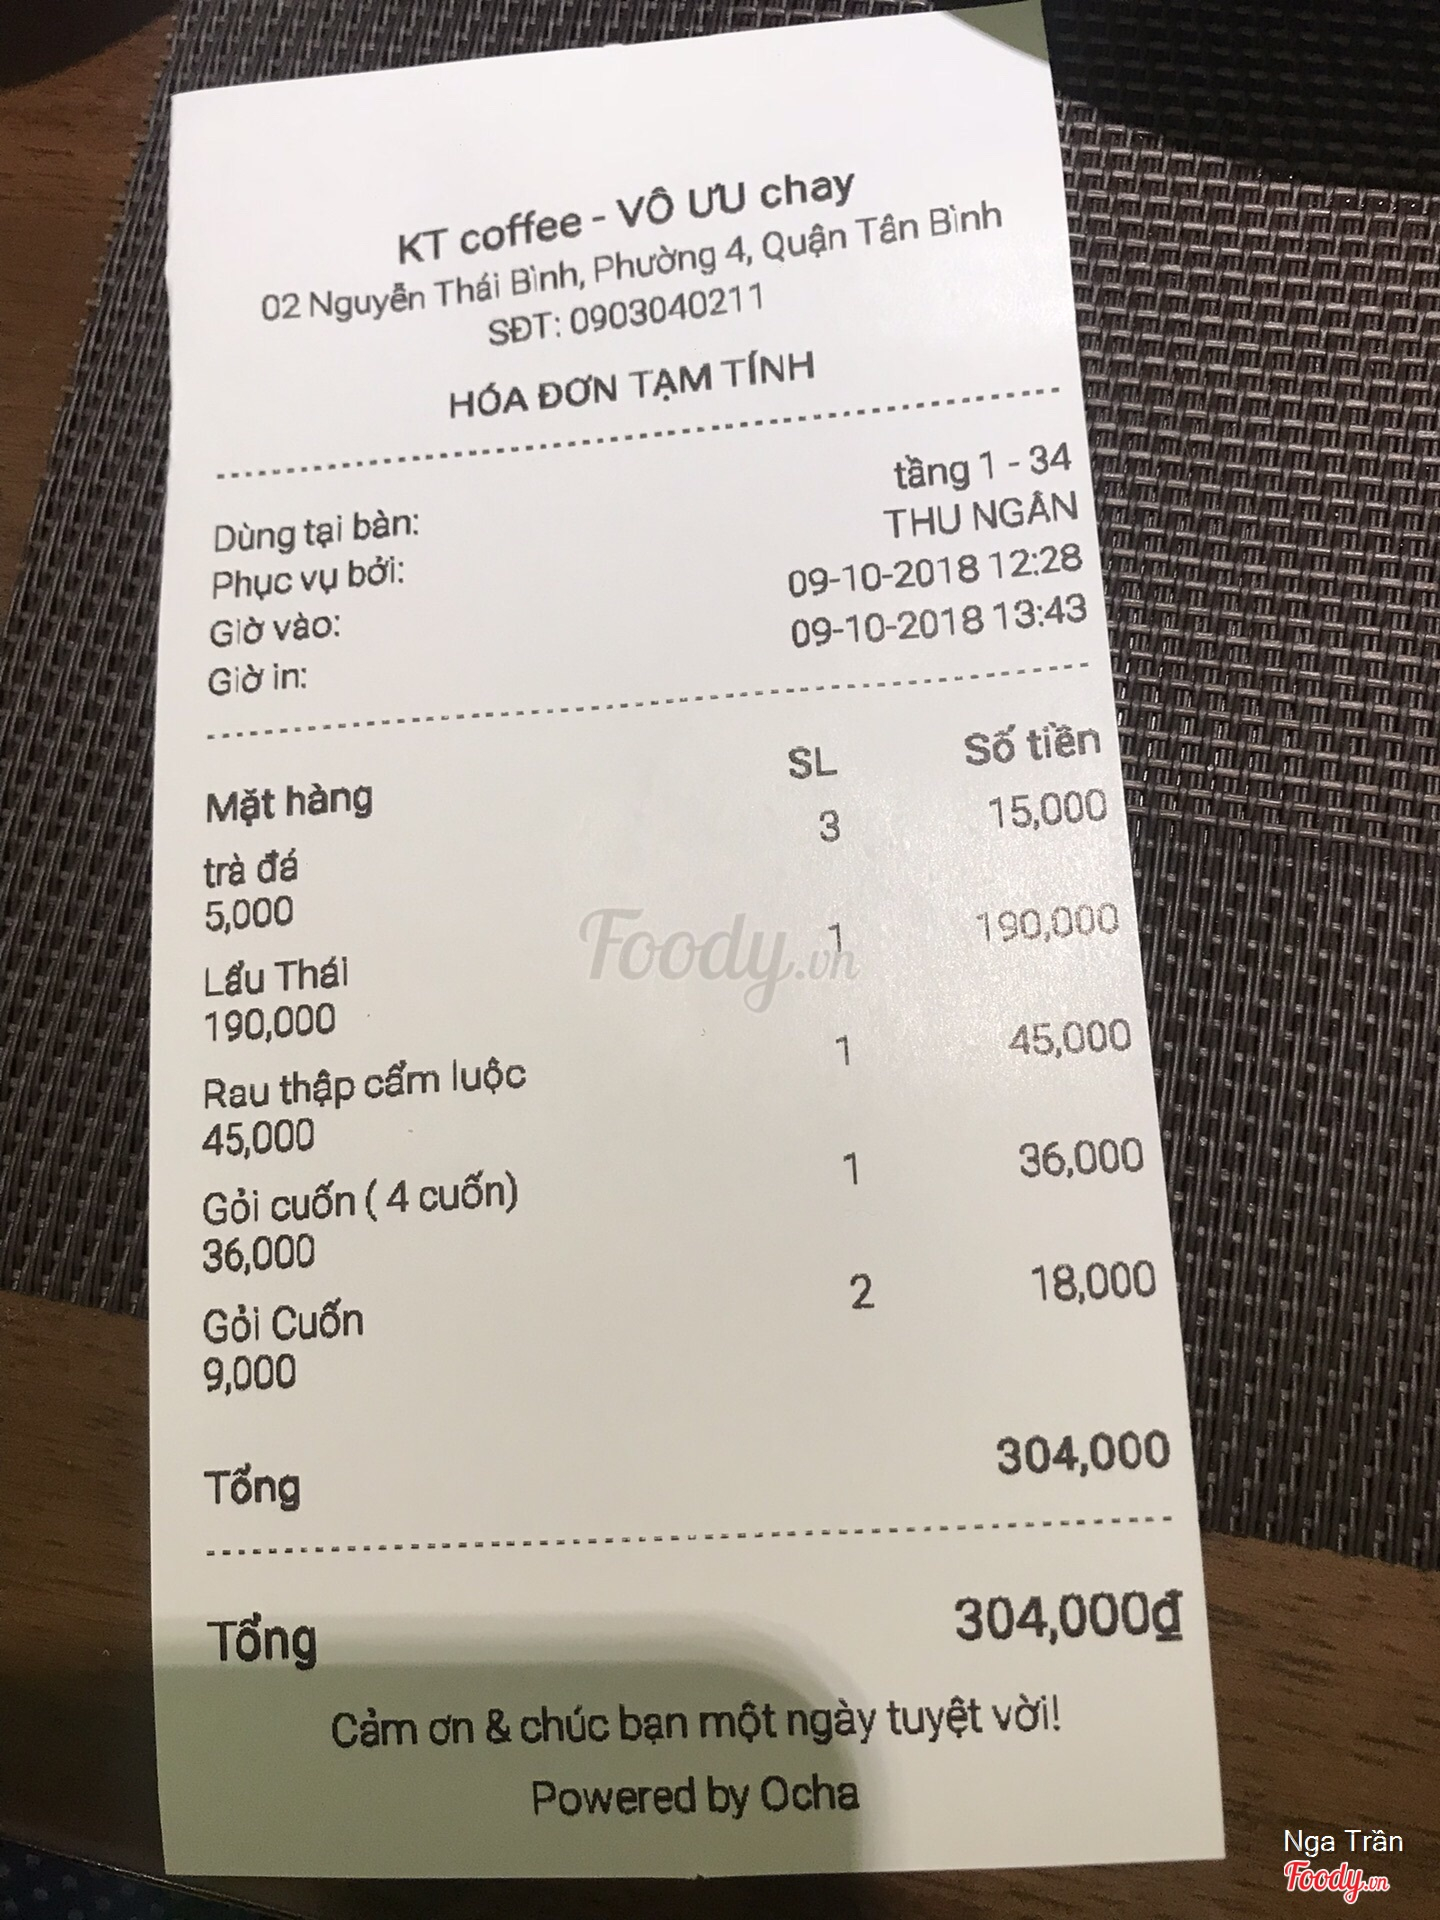 KT coffee - VÔ ƯU chay
02 Nguyễn Thái Bình, Phường 4, Quận Tân Bình
SĐT: 0903040211
HÓA ĐƠN TẠM TÍNH
Dùng tại bàn: tầng 1 - 34
Phục vụ bởi: THU NGÂN
Giờ vào: 09-10-2018 12:28
Giờ in: 09-10-2018 13:43
Mặt hàng SL Số tiền
trà đá 3 15,000
5,000
Lẩu Thái 1 190,000
190,000
Rau thập cẩm luộc 1 45,000
45,000
Gỏi cuốn ( 4 cuốn) 1 36,000
36,000
Gỏi Cuốn 2 18,000
9,000
Tổng 304,000
Tổng 304,000đ
Cảm ơn & chúc bạn một ngày tuyệt vời!
Powered by Ocha
Foody.vn
Nga Trần
Foody.vn